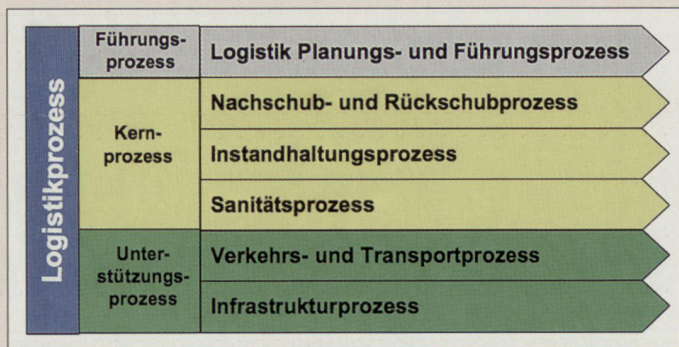 Logistikprozess
Führungs-
prozess
Logistik Planungs- und Führungsprozess
Kern-
prozess
Nachschub- und Rückschubprozess
Instandhaltungsprozess
Sanitätsprozess
Unter-
stützungs-
prozess
Verkehrs- und Transportprozess
Infrastrukturprozess